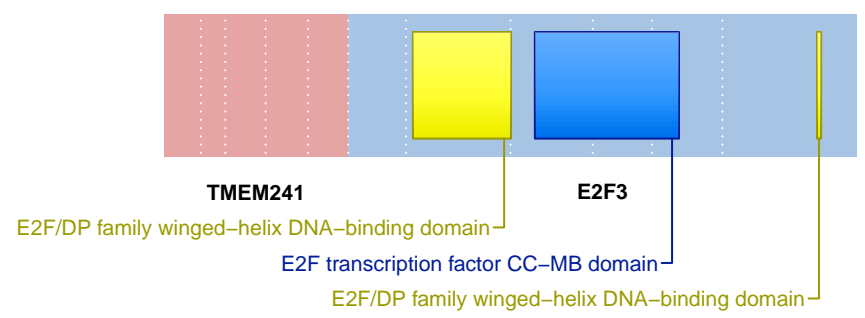 TMEM241 E2F3
E2F/DP family winged−helix DNA−binding domain
E2F transcription factor CC−MB domain
E2F/DP family winged−helix DNA−binding domain